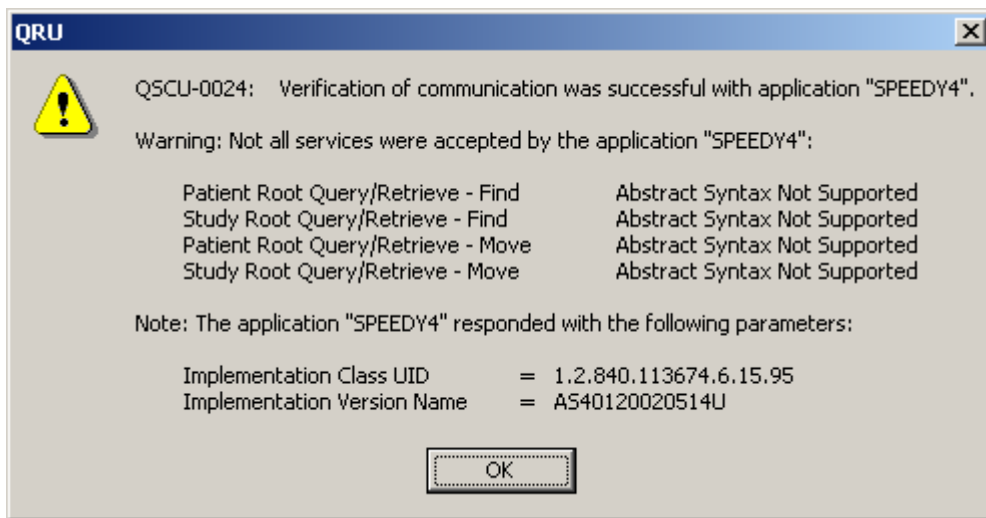 QRU
QSCU-0024: Verification of communication was successful with application "SPEEDY4".
Warning: Not all services were accepted by the application "SPEEDY4":
Patient Root Query/Retrieve - Find Abstract Syntax Not Supported
Study Root Query/Retrieve - Find Abstract Syntax Not Supported
Patient Root Query/Retrieve - Move Abstract Syntax Not Supported
Study Root Query/Retrieve - Move Abstract Syntax Not Supported
Note: The application "SPEEDY4" responded with the following parameters:
Implementation Class UID = 1.2.840.113674.6.15.95
Implementation Version Name = AS40120020514U
OK